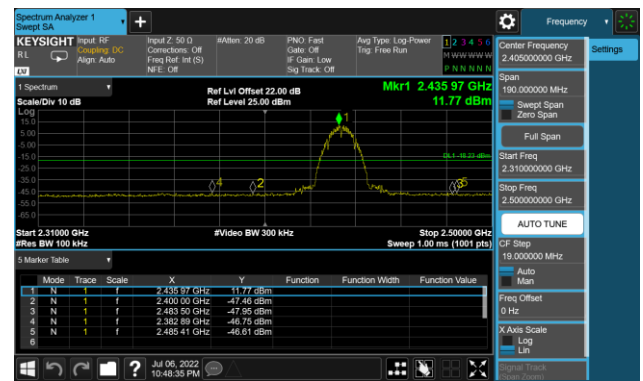 Spectrum Analyzer 1
Swept SA
Frequency
KEYSIGHT
RL
LXI
Input: RF
Coupling: DC
Align: Auto
Input Z: 50 Ω
Corrections: Off
Freq Ref: Int (S)
NFE: Off
#Atten: 20 dB
PNO: Fast
Gate: Off
IF Gain: Low
Sig Track: Off
Avg Type: Log-Power
Trig: Free Run
1 2 3 4 5 6
M W W W W W
P N N N N N
1 Spectrum
Scale/Div 10 dB
Ref Lvl Offset 22.00 dB
Ref Level 25.00 dBm
Mkr1 2.435 97 GHz
11.77 dBm
Log
15.0
5.00
-5.00
-15.0
-25.0
-35.0
-45.0
-55.0
-65.0
1
DL1 -18.23 dBm
4
2
Start 2.31000 GHz
#Res BW 100 kHz
#Video BW 300 kHz
Stop 2.50000 GHz
Sweep 1.00 ms (1001 pts)
5 Marker Table
Mode Trace Scale X Y Function Function Width Function Value
1 N 1 f 2.435 97 GHz 11.77 dBm
2 N 1 f 2.400 00 GHz -47.46 dBm
3 N 1 f 2.483 50 GHz -47.95 dBm
4 N 1 f 2.382 89 GHz -46.75 dBm
5 N 1 f 2.485 41 GHz -46.61 dBm
6
Jul 06, 2022
10:48:35 PM
Center Frequency
2.405000000 GHz
Settings
Span
190.000000 MHz
Swept Span
Zero Span
Full Span
Start Freq
2.310000000 GHz
Stop Freq
2.500000000 GHz
AUTO TUNE
CF Step
19.000000 MHz
Auto
Man
Freq Offset
0 Hz
X Axis Scale
Log
Lin
Signal Track
(Span Zoom)